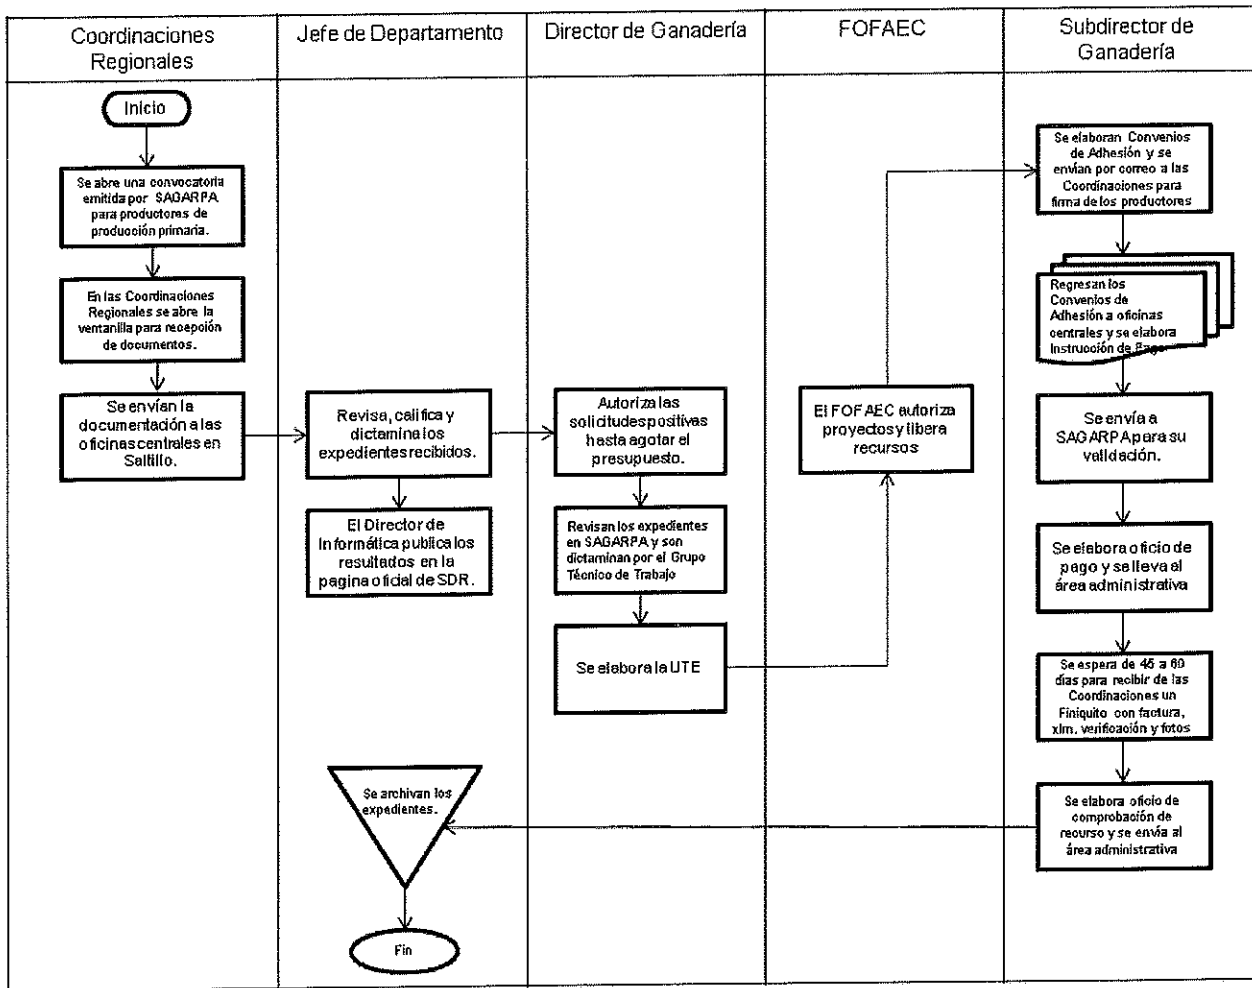 Coordinaciones
Regionales
Jefe de Departamento
Director de Ganadería
FOFAEC
Subdirector de
Ganadería
Inicio
Se abre una convocatoria
emitida por SAGARPA
para productores de
producción primaria.
En las Coordinaciones
Regionales se abre la
ventanilla para recepción
de documentos.
Se envían la
documentación a las
oficinas centrales en
Saltillo.
Revisa, califica y
dictamina los
expedientes recibidos.
El Director de
Informática publica los
resultados en la
pagina oficial de SDR.
Autoriza las
solicitudes positivas
hasta agotar el
presupuesto.
Revisan los expedientes
en SAGARPA y son
dictaminan por el Grupo
Técnico de Trabajo
Se elabora la UTE
El FOFAEC autoriza
proyectos y libera
recursos
Se elaboran Convenios
de Adhesión y se
envían por correo a las
Coordinaciones para
firma de los productores
Regresan los
Convenios de
Adhesión a oficinas
centrales y se elabora
Instrucción de Pago
Se envía a
SAGARPA para su
validación.
Se elabora oficio de
pago y se lleva al
área administrativa
Se espera de 45 a 60
días para recibir de las
Coordinaciones un
Finiquito con factura,
xlm, verificación y fotos
Se elabora oficio de
comprobación de
recurso y se envía al
área administrativa
Se archivan los
expedientes.
Fin